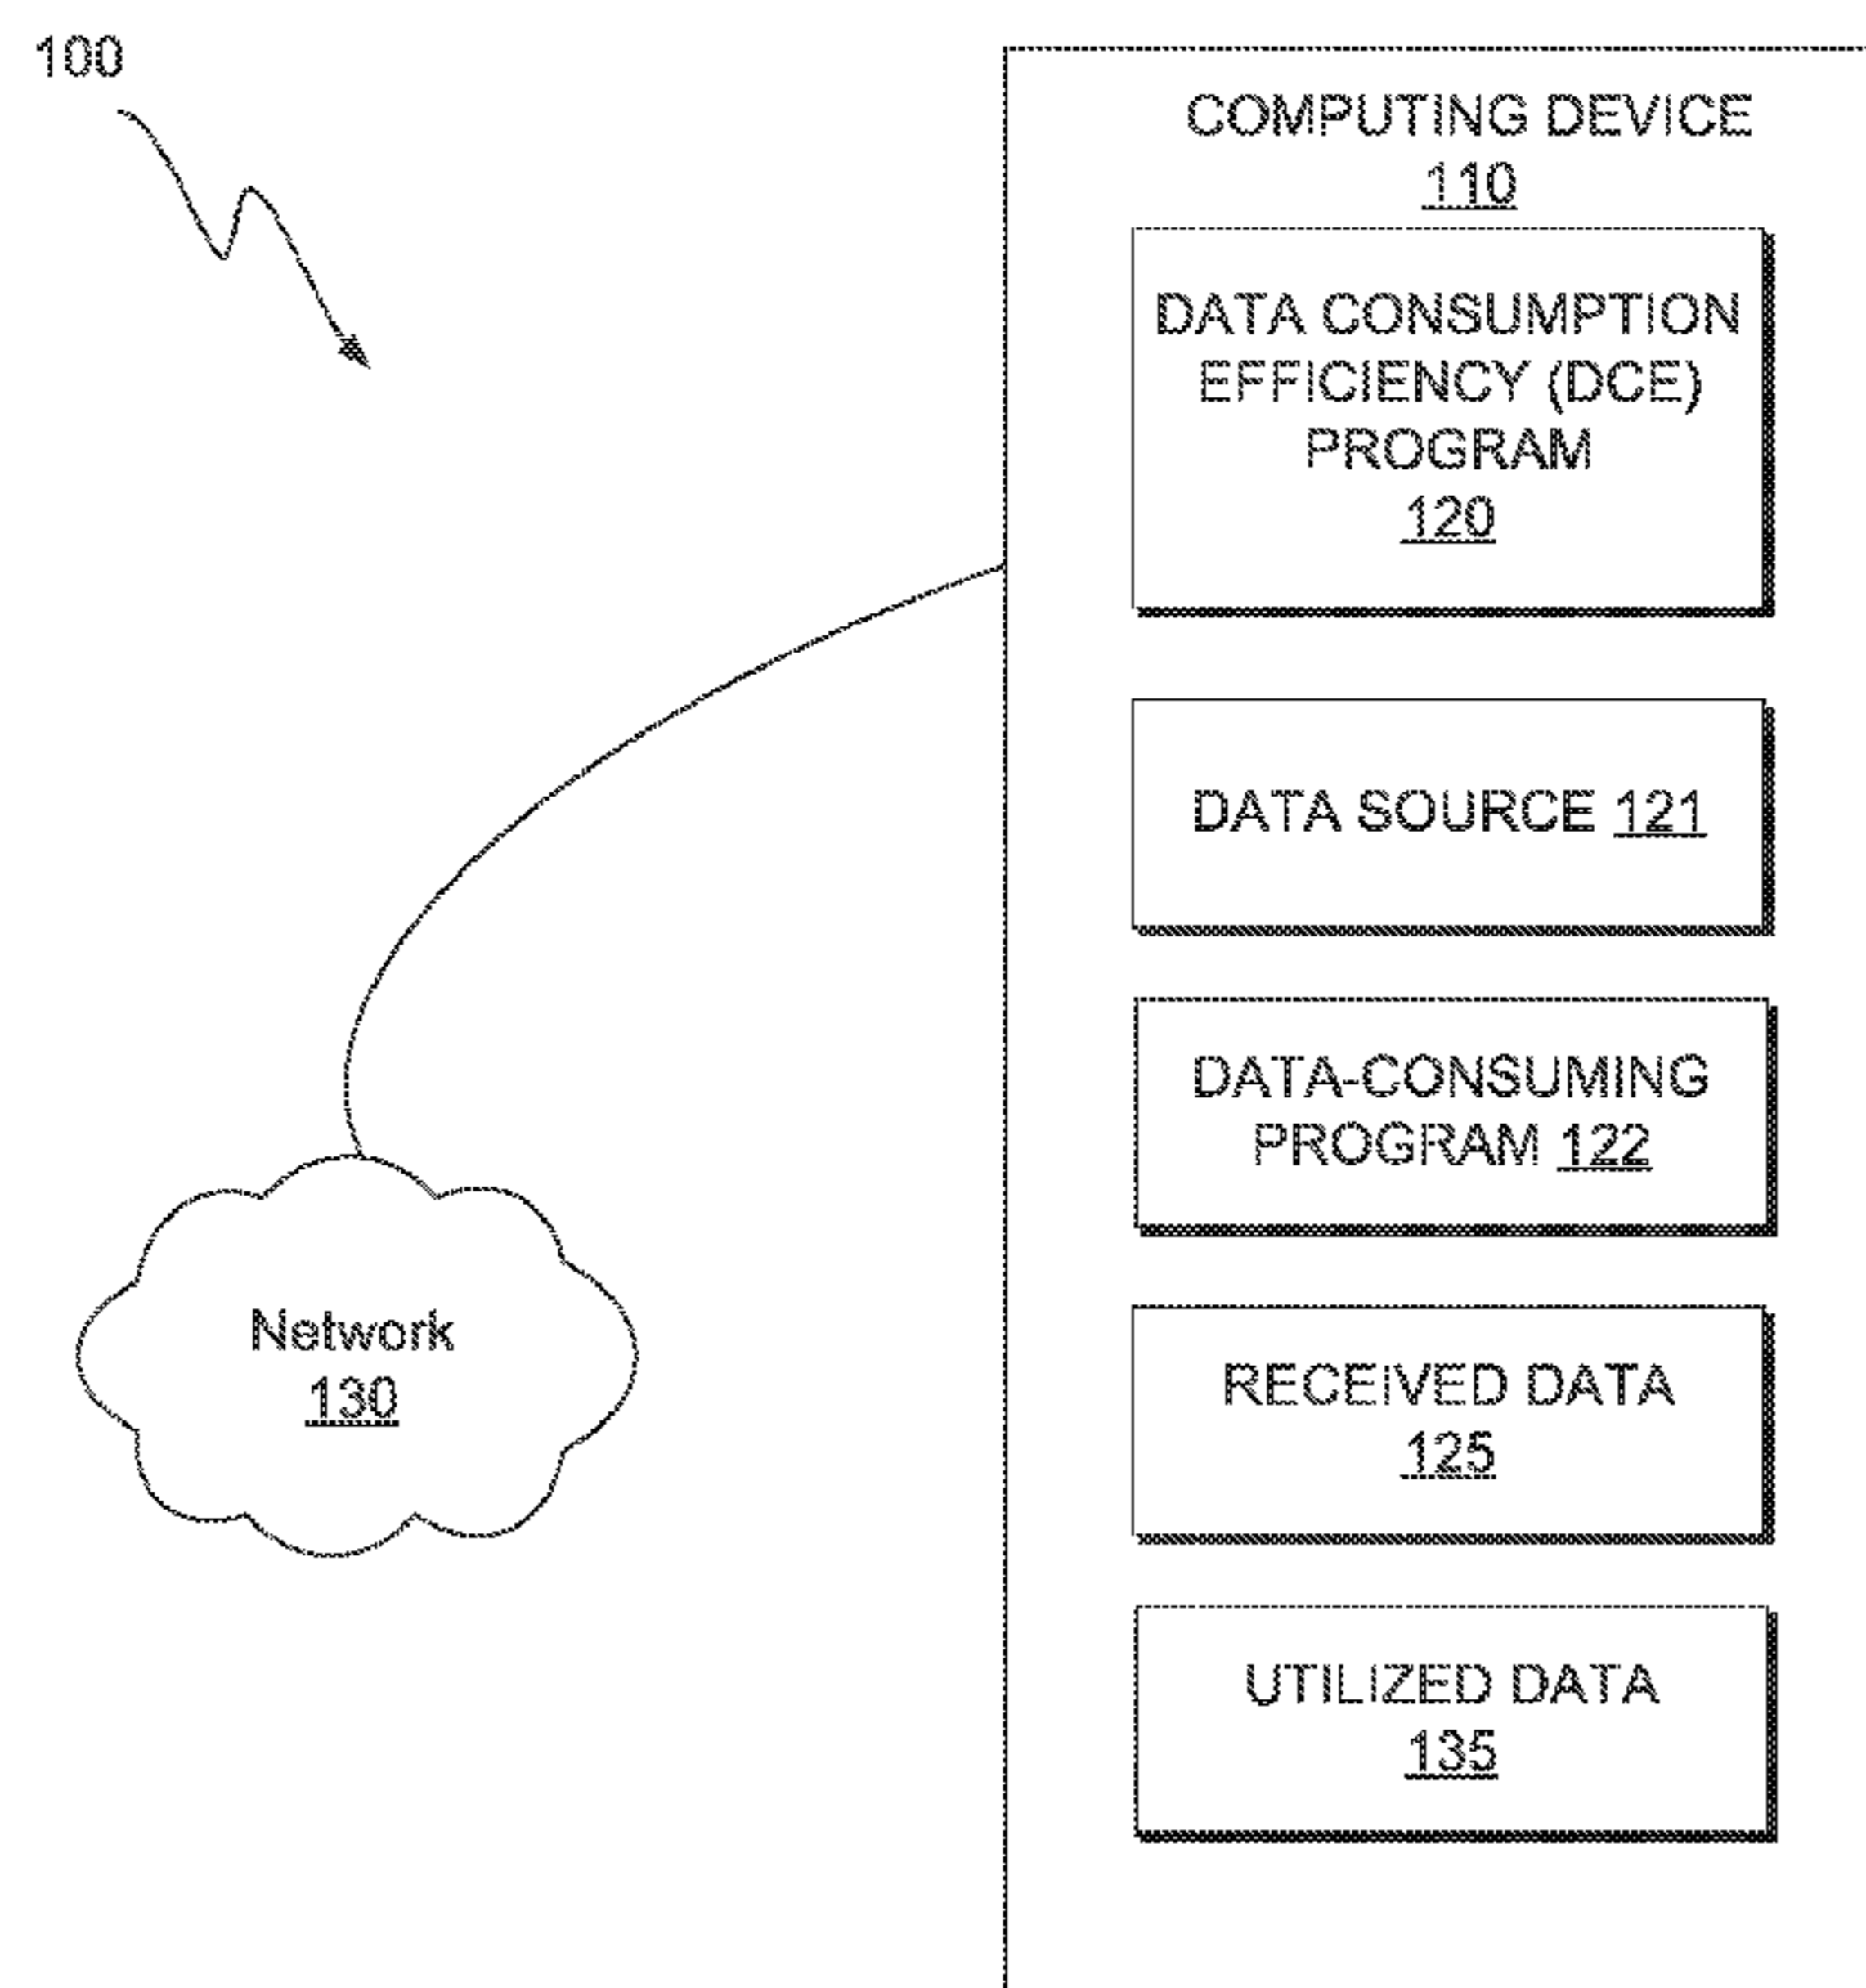 100
COMPUTING DEVICE
110
DATA CONSUMPTION
EFFICIENCY (DCE)
PROGRAM
120
DATA SOURCE 121
DATA-CONSUMING
PROGRAM 122
Network
130
RECEIVED DATA
125
UTILIZED DATA
135